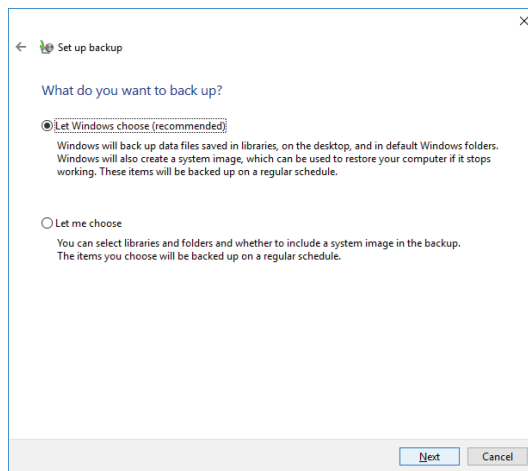 Set up backup
What do you want to back up?
Let Windows choose (recommended)
Windows will back up data files saved in libraries, on the desktop, and in default Windows folders.
Windows will also create a system image, which can be used to restore your computer if it stops
working. These items will be backed up on a regular schedule.
Let me choose
You can select libraries and folders and whether to include a system image in the backup.
The items you choose will be backed up on a regular schedule.
Next Cancel